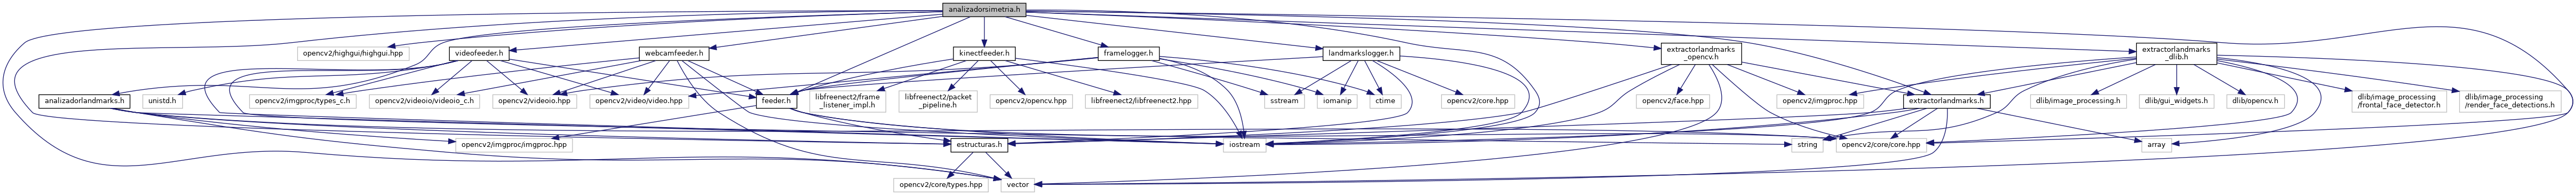 analizadorsimetria.h
opencv2/highgui/highgui.hpp
videofeeder.h
webcamfeeder.h
kinectfeeder.h
framelogger.h
landmarkslogger.h
extractorlandmarks
_opencv.h
extractorlandmarks
_dlib.h
analizadorlandmarks.h
unistd.h
opencv2/imgproc/types_c.h
opencv2/videoio/videoio_c.h
opencv2/videoio.hpp
opencv2/video/video.hpp
feeder.h
libfreenect2/frame
_listener_impl.h
libfreenect2/packet
_pipeline.h
opencv2/opencv.hpp
libfreenect2/libfreenect2.hpp
sstream
iomanip
ctime
opencv2/core.hpp
opencv2/face.hpp
opencv2/imgproc.hpp
extractorlandmarks.h
dlib/image_processing.h
dlib/gui_widgets.h
dlib/opencv.h
dlib/image_processing
/frontal_face_detector.h
dlib/image_processing
/render_face_detections.h
opencv2/imgproc/imgproc.hpp
estructuras.h
iostream
string
opencv2/core/core.hpp
array
opencv2/core/types.hpp
vector